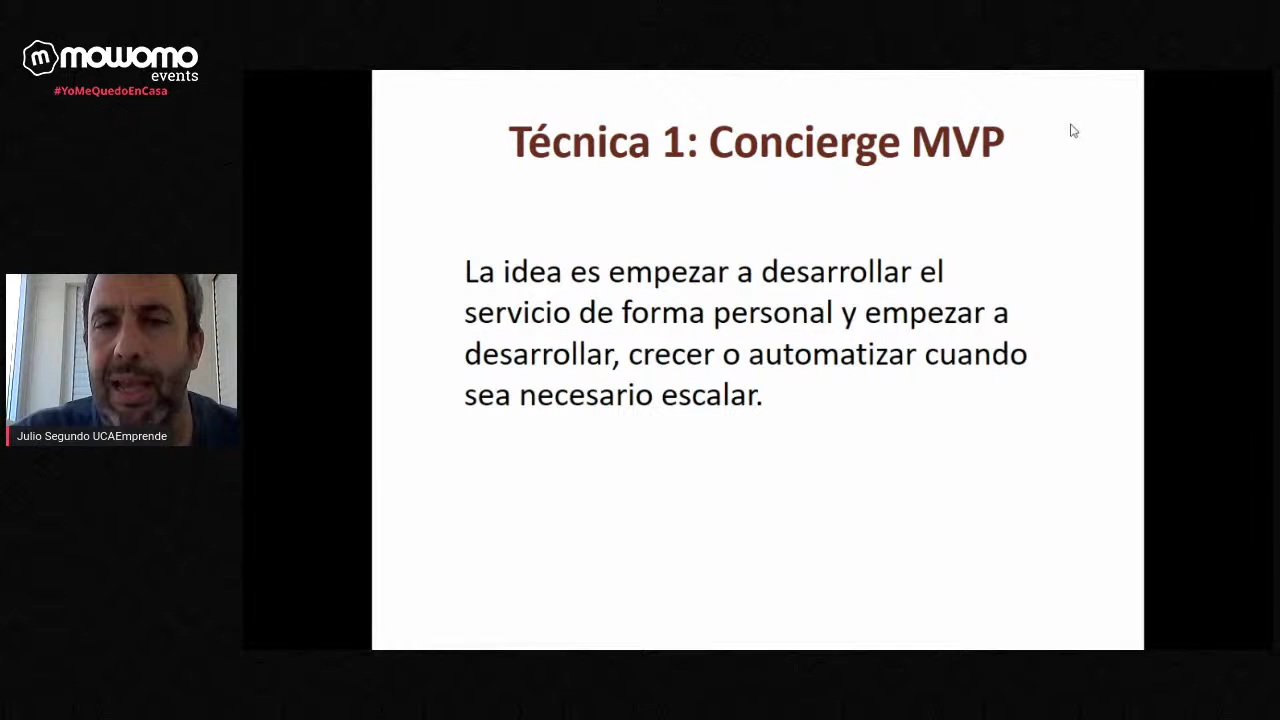 mowomo
events
#YoMeQuedoEnCasa
Técnica 1: Concierge MVP
La idea es empezar a desarrollar el
servicio de forma personal y empezar a
desarrollar, crecer o automatizar cuando
sea necesario escalar.
Julio Segundo UCAEmprende